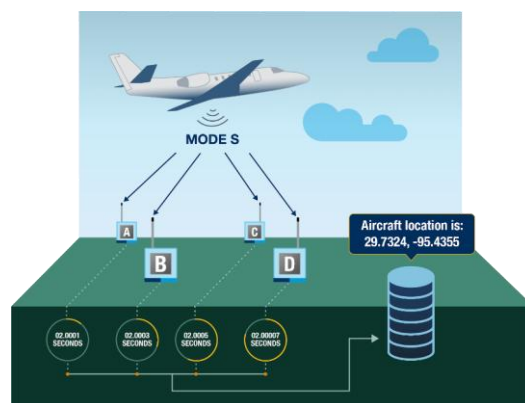 MODE S
A
C
B
D
Aircraft location is:
29.7324, -95.4355
02.0001
SECONDS
02.0003
SECONDS
02.0005
SECONDS
02.00007
SECONDS